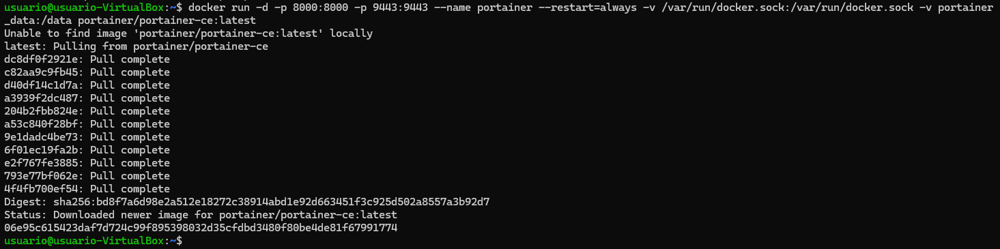 usuario@usuario-VirtualBox:~$ docker run -d -p 8000:8000 -p 9443:9443 --name portainer --restart=always -v /var/run/docker.sock:/var/run/docker.sock -v portainer
_data:/data portainer/portainer-ce:latest
Unable to find image 'portainer/portainer-ce:latest' locally
latest: Pulling from portainer/portainer-ce
dc8df0f2921e: Pull complete
c82aa9c9fb45: Pull complete
d40df14c1d7a: Pull complete
a3939f2dc487: Pull complete
204b2fbb824e: Pull complete
a53c840f28bf: Pull complete
9e1dadc4be73: Pull complete
6f01ec19fa2b: Pull complete
e2f767fe3885: Pull complete
793e77bf062e: Pull complete
4f4fb700ef54: Pull complete
Digest: sha256:bd8f7a6d98e2a512e18272c38914abd1e92d663451f3c925d502a8557a3b92d7
Status: Downloaded newer image for portainer/portainer-ce:latest
06e95c615423daf7d724c99f895398032d35cfdbd3480f80be4de81f67991774
usuario@usuario-VirtualBox:~$